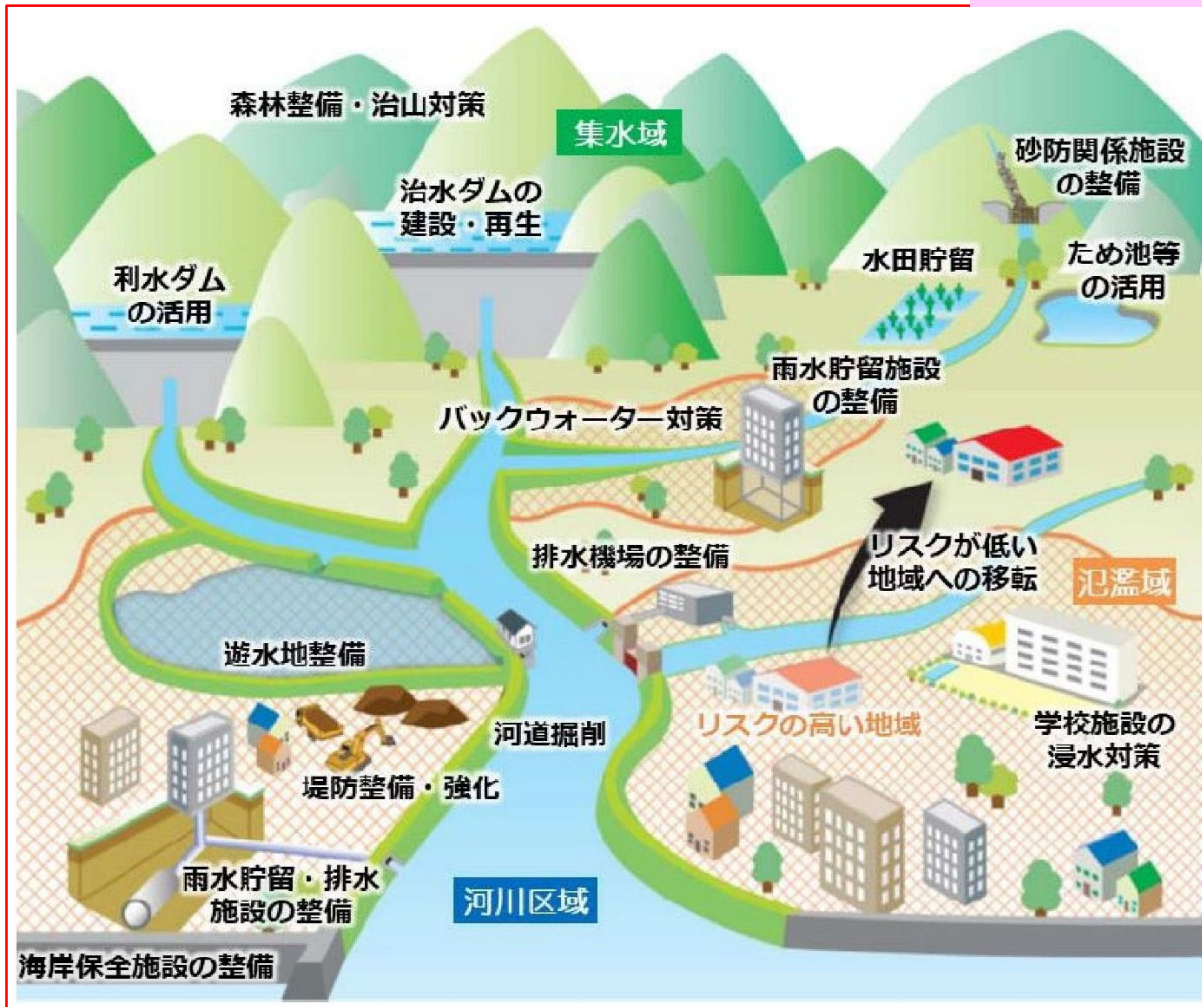 森林整備・治山対策
集水域
砂防関係施設
の整備
治水ダムの
建設・再生
水田貯留
ため池等
の活用
利水ダム
の活用
雨水貯留施設
の整備
バックウォーター対策
排水機場の整備
リスクが低い
地域への移転
氾濫域
遊水地整備
リスクの高い地域
学校施設の
浸水対策
河道掘削
堤防整備・強化
雨水貯留・排水
施設の整備
河川区域
海岸保全施設の整備